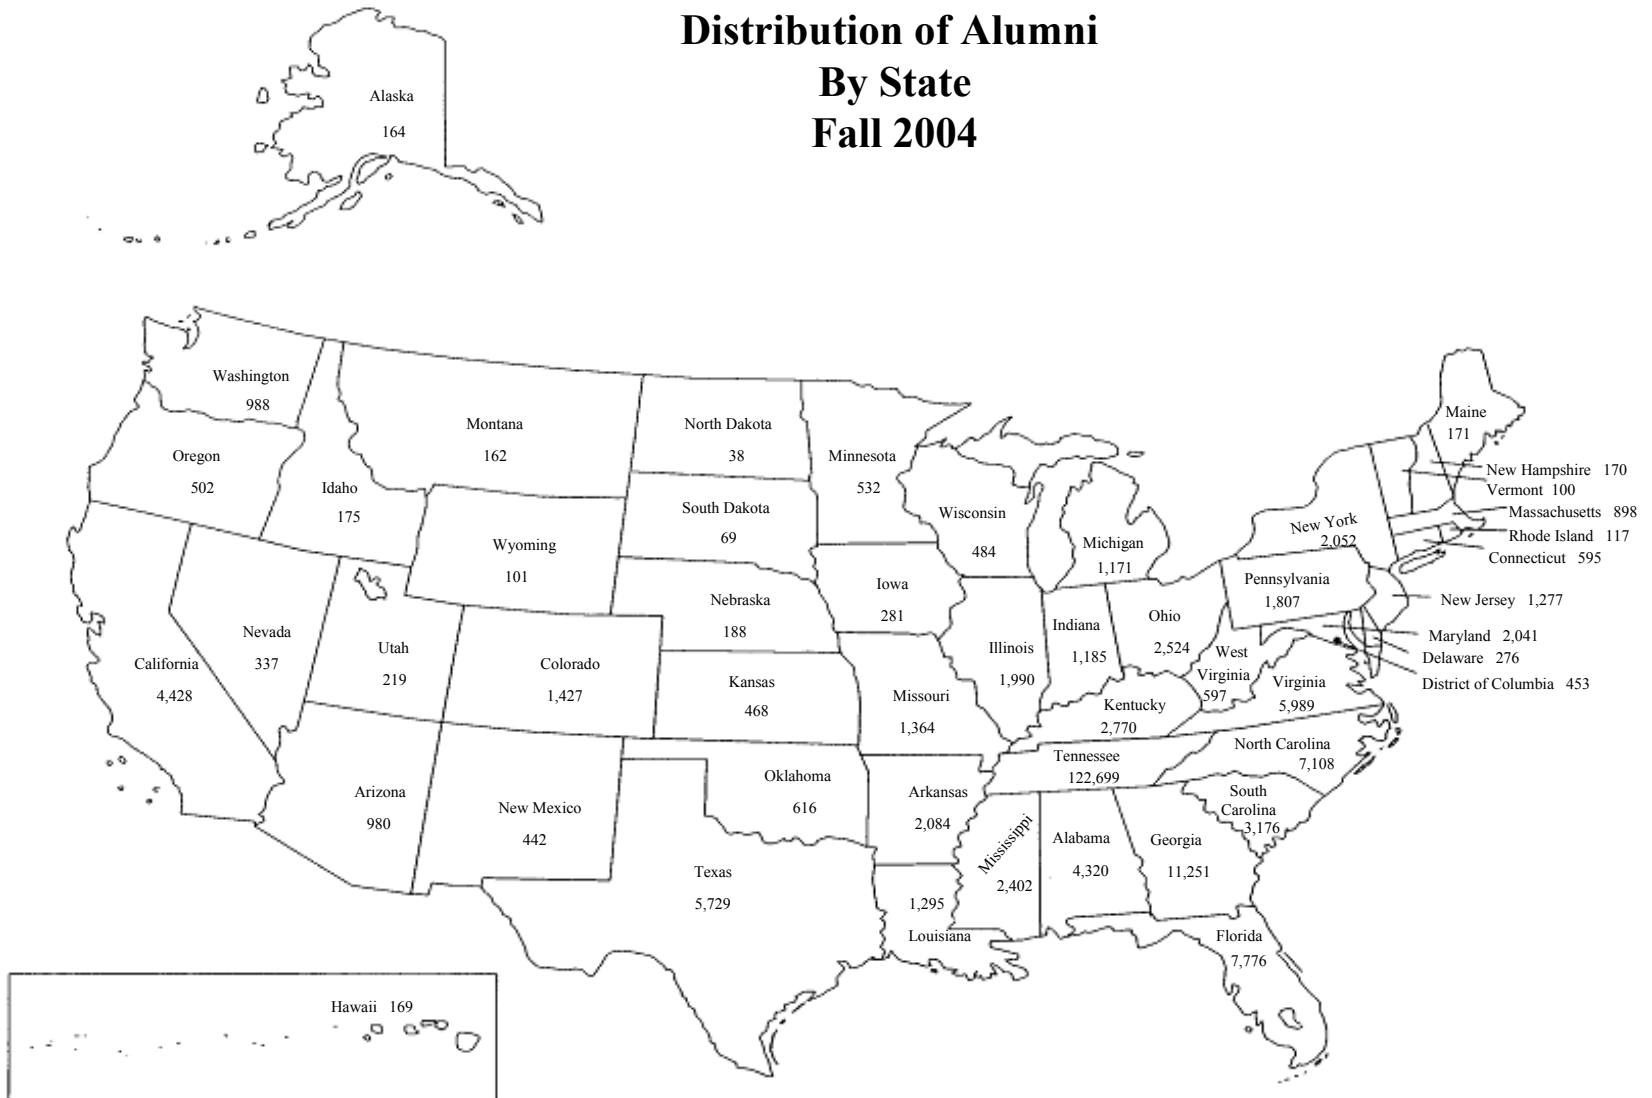 Distribution of Alumni
By State
Fall 2004
Alaska
164
Washington
988
Oregon
502
Idaho
175
Montana
162
Wyoming
101
North Dakota
38
South Dakota
69
Nebraska
188
Kansas
468
Minnesota
532
Iowa
281
Wisconsin
484
Michigan
1,171
Illinois
1,990
Indiana
1,185
Ohio
2,524
Missouri
1,364
Kentucky
2,770
West
Virginia
597
Virginia
5,989
Pennsylvania
1,807
New York
2,052
Maine
171
New Hampshire 170
Vermont 100
Massachusetts 898
Rhode Island 117
Connecticut 595
New Jersey 1,277
Maryland 2,041
Delaware 276
District of Columbia 453
California
4,428
Nevada
337
Utah
219
Colorado
1,427
Arizona
980
New Mexico
442
Oklahoma
616
Texas
5,729
Arkansas
2,084
1,295
Louisiana
Tennessee
122,699
North Carolina
7,108
South
Carolina
3,176
Mississippi
2,402
Alabama
4,320
Georgia
11,251
Florida
7,776
Hawaii 169